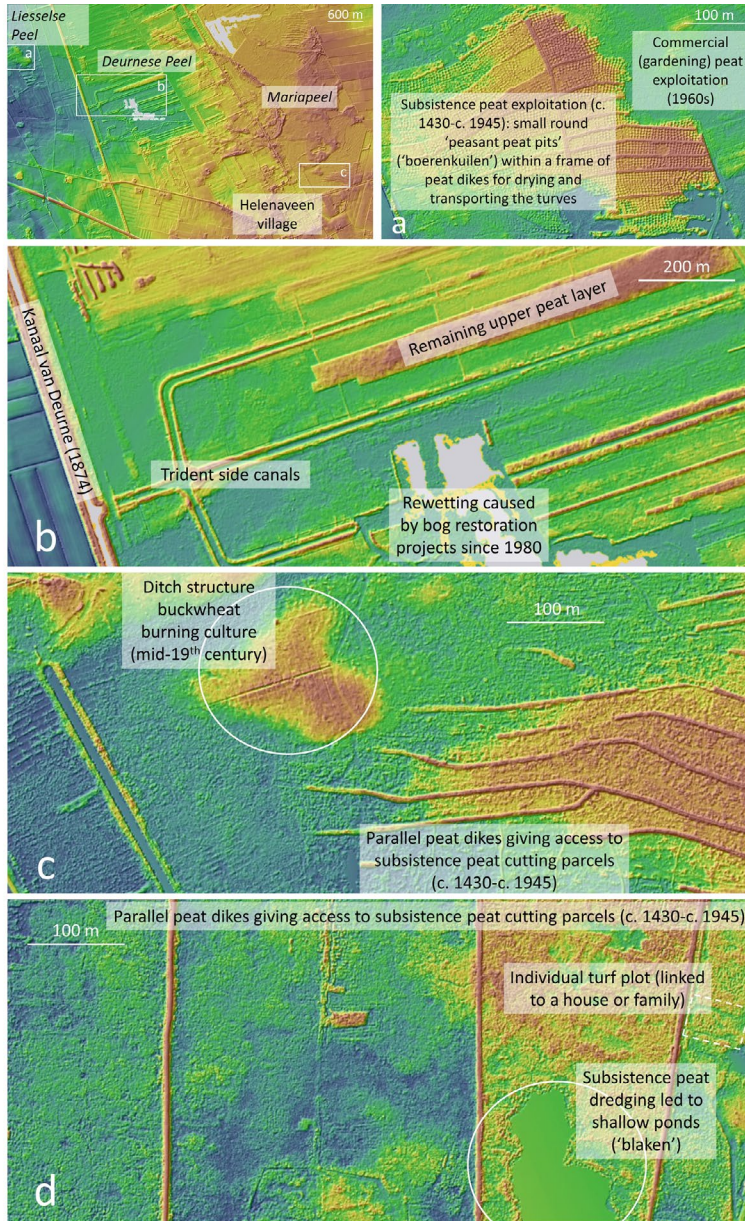 Liesselse
Peel
a
Deurnese Peel
b
600 m
Mariapeel
c
Helenaveen
village
100 m
Commercial
(gardening) peat
exploitation
(1960s)
Subsistence peat exploitation (c.
1430-c. 1945): small round
‘peasant peat pits’
(‘boerenkuilen’) within a frame of
peat dikes for drying and
transporting the turves
a
200 m
Remaining upper peat layer
Kanaal van Deurne (1874)
Trident side canals
Rewetting caused
by bog restoration
projects since 1980
b
Ditch structure
buckwheat
burning culture
(mid-19th century)
100 m
Parallel peat dikes giving access to
subsistence peat cutting parcels
(c. 1430-c. 1945)
c
Parallel peat dikes giving access to subsistence peat cutting parcels (c. 1430-c. 1945)
100 m
Individual turf plot (linked
to a house or family)
Subsistence peat
dredging led to
shallow ponds
(‘blaken’)
d